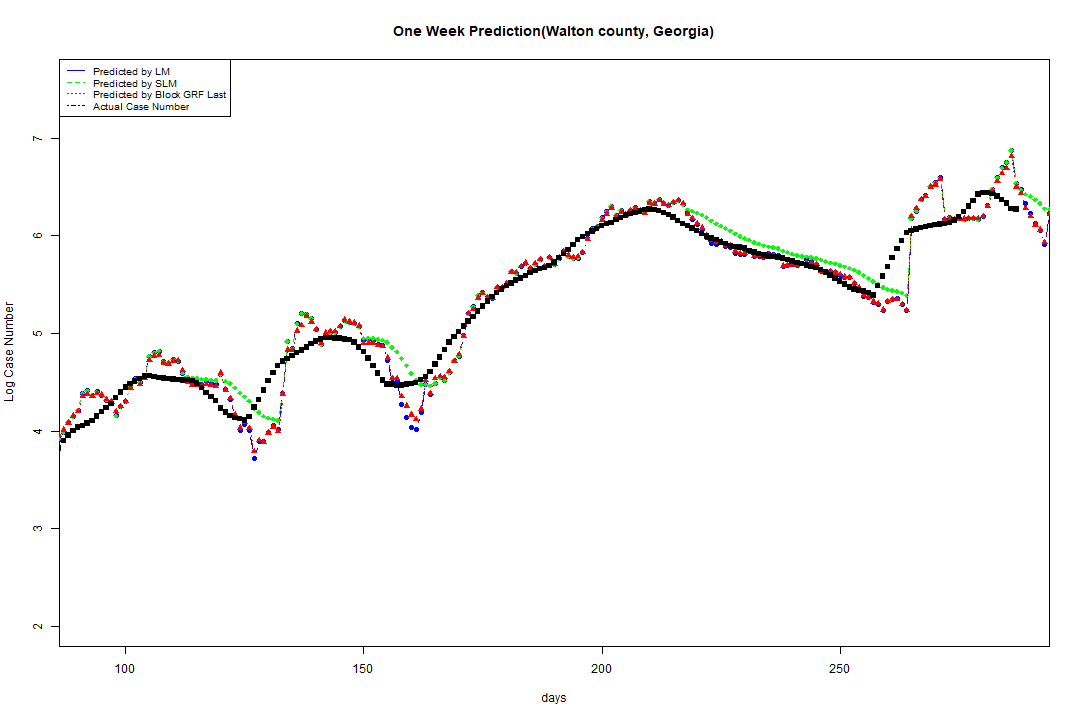 One Week Prediction(Walton county, Georgia)
Predicted by LM
Predicted by SLM
Predicted by Block GRF Last
Actual Case Number
7
6
5
4
3
2
Log Case Number
100 150 200 250
days